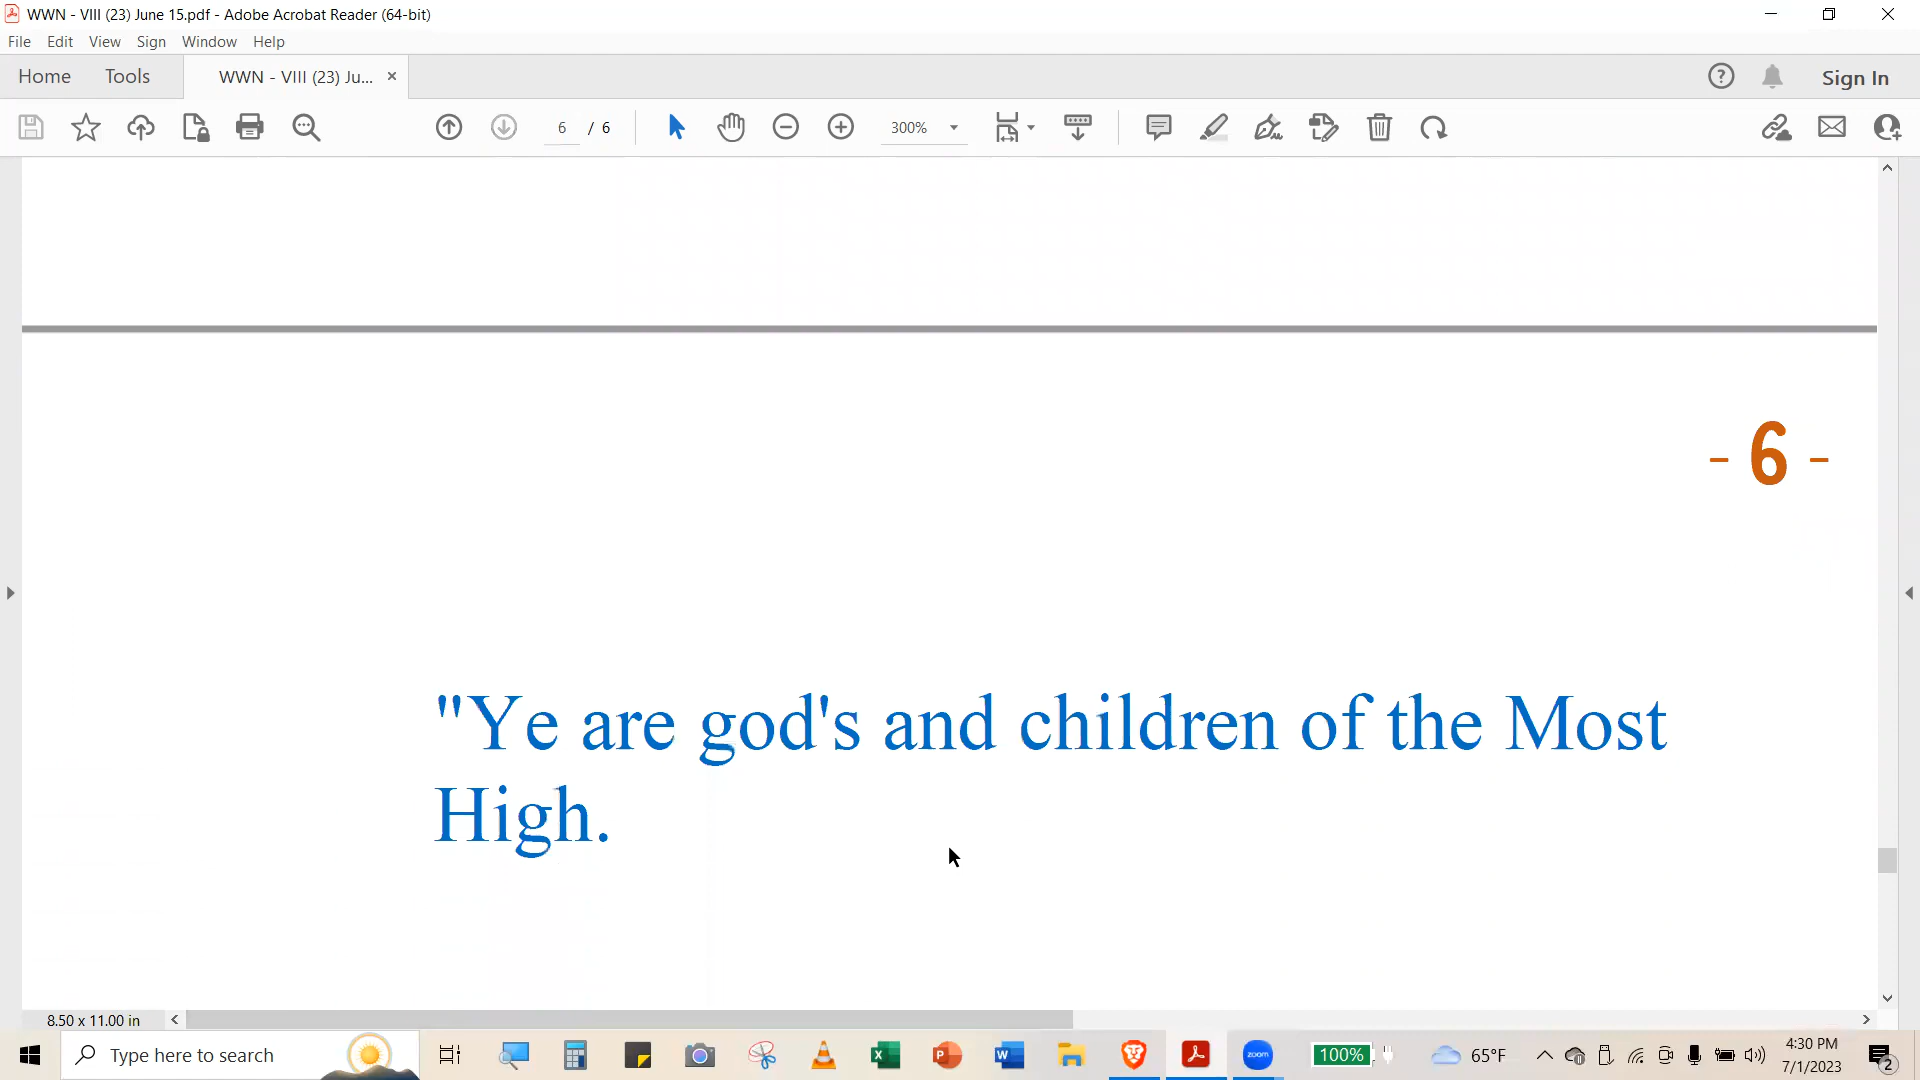 WWN - VIII (23) June 15.pdf - Adobe Acrobat Reader (64-bit)
File Edit View Sign Window Help
Home Tools WWN - VIII (23) Ju... × Sign In
6 / 6 300%
- 6 -
"Ye are god's and children of the Most
High.
8.50 x 11.00 in
Type here to search zoom 100% 65°F 4:30 PM
7/1/2023 2